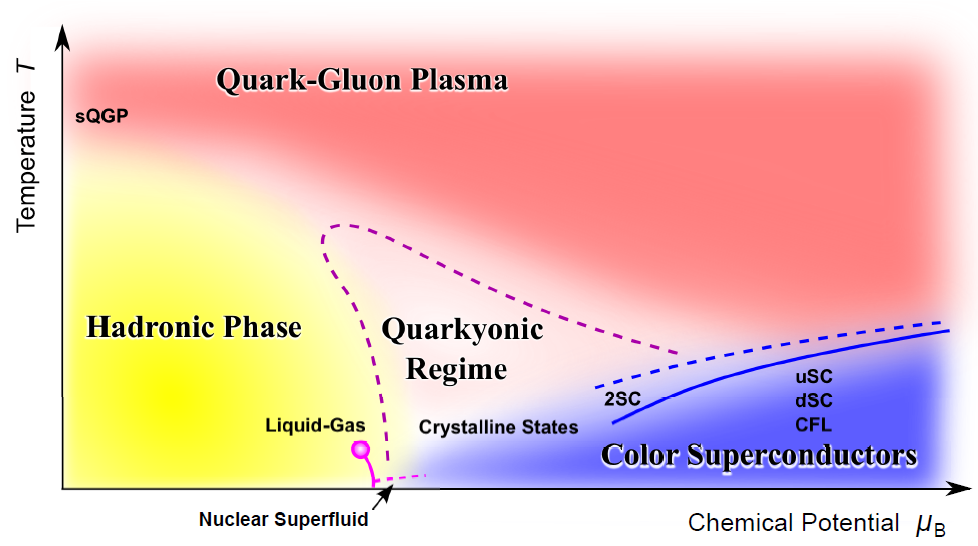 Temperature T
Quark-Gluon Plasma
sQGP
Hadronic Phase
Quarkyonic
Regime
Liquid-Gas
Crystalline States
2SC
uSC
dSC
CFL
Color Superconductors
Nuclear Superfluid
Chemical Potential μB